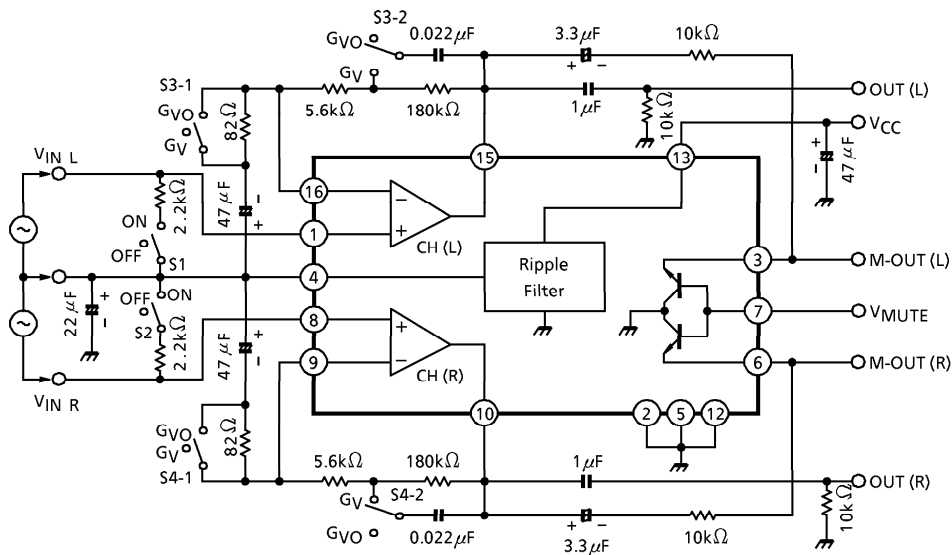 S3-2
0.022μF
3.3μF
10kΩ
GVO
+ −
S3-1
GV
5.6kΩ
180kΩ
1μF
OUT (L)
GVO
GV
82Ω
10kΩ
VCC
VIN L
15
13
+
−
47μF
2.2kΩ
47μF
−
+
16
−
1
+
CH (L)
ON
OFF
S1
4
Ripple
Filter
3
M-OUT (L)
22μF
+
−
OFF
ON
S2
2.2kΩ
8
+
7
VMUTE
47μF
+
−
9
−
CH (R)
6
M-OUT (R)
VIN R
10
2
5
12
GVO
GV
82Ω
S4-1
5.6kΩ
180kΩ
1μF
OUT (R)
GV
S4-2
10kΩ
GVO
0.022μF
+ −
3.3μF
10kΩ